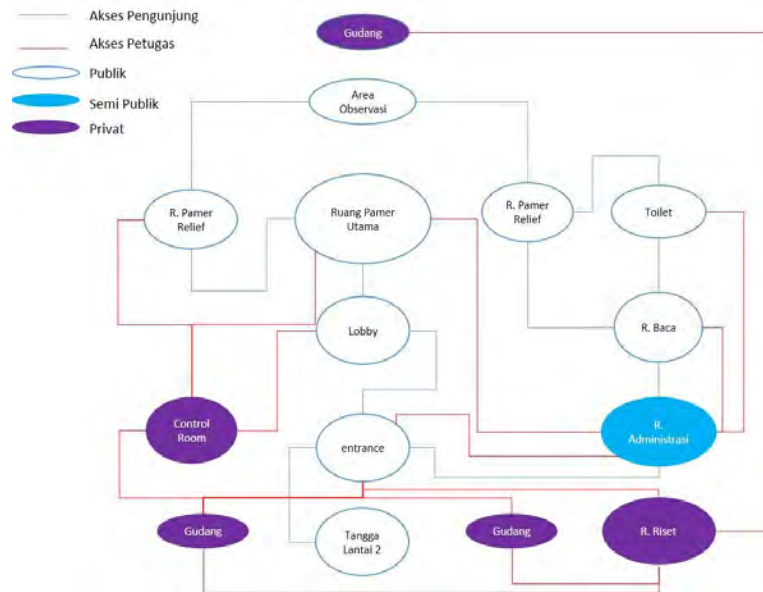 Akses Pengunjung
Akses Petugas
Publik
Semi Publik
Privat
Gudang
Area
Observasi
R. Pamer
Relief
Ruang Pamer
Utama
R. Pamer
Relief
Toilet
Lobby
R. Baca
Control
Room
entrance
R.
Administrasi
Gudang
Tangga
Lantai 2
Gudang
R. Riset